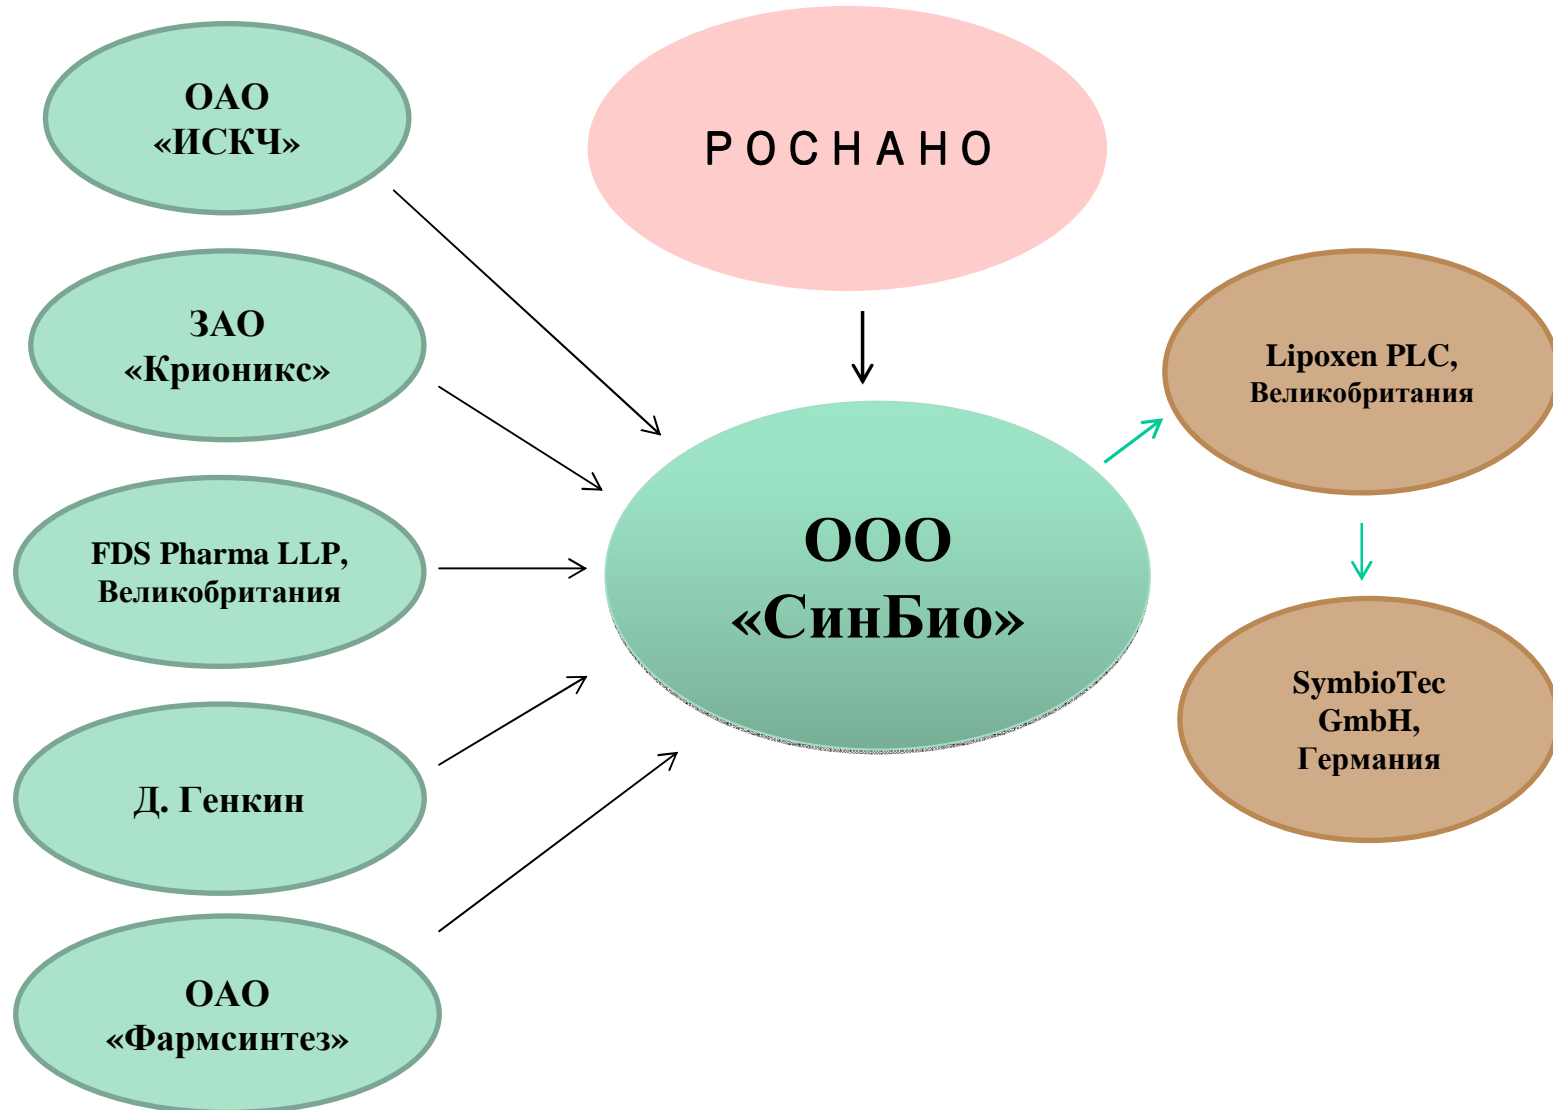 ОАО
«ИСКЧ»
РОСНАНО
ЗАО
«Крионикс»
Lipoxen PLC,
Великобритания
FDS Pharma LLP,
Великобритания
ООО
«СинБио»
SymbioTec
GmbH,
Германия
Д. Генкин
ОАО
«Фармсинтез»